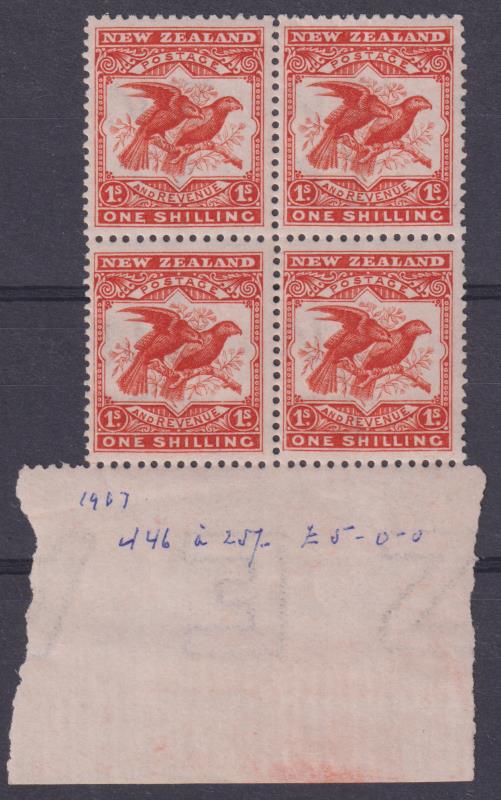 NEW ZEALAND NEW ZEALAND
POSTAGE POSTAGE
1s AND REVENUE 1s 1s AND REVENUE 1s
ONE SHILLING ONE SHILLING
NEW ZEALAND NEW ZEALAND
POSTAGE POSTAGE
1s AND REVENUE 1s 1s AND REVENUE 1s
ONE SHILLING ONE SHILLING
1907
446 à 25/- £5-0-0
N E Z